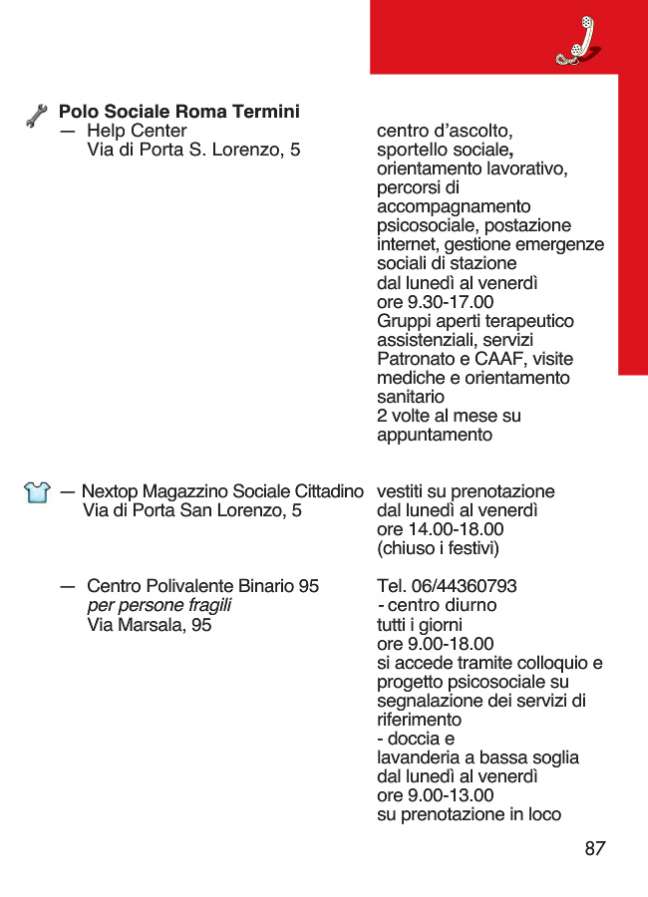 Polo Sociale Roma Termini
— Help Center
Via di Porta S. Lorenzo, 5
centro d'ascolto,
sportello sociale,
orientamento lavorativo,
percorsi di
accompagnamento
psicosociale, postazione
internet, gestione emergenze
sociali di stazione
dal lunedì al venerdì
ore 9.30-17.00
Gruppi aperti terapeutico
assistenziali, servizi
Patronato e CAAF, visite
mediche e orientamento
sanitario
2 volte al mese su
appuntamento
— Nextop Magazzino Sociale Cittadino
Via di Porta San Lorenzo, 5
vestiti su prenotazione
dal lunedì al venerdì
ore 14.00-18.00
(chiuso i festivi)
— Centro Polivalente Binario 95
per persone fragili
Via Marsala, 95
Tel. 06/44360793
- centro diurno
tutti i giorni
ore 9.00-18.00
si accede tramite colloquio e
progetto psicosociale su
segnalazione dei servizi di
riferimento
- doccia e
lavanderia a bassa soglia
dal lunedì al venerdì
ore 9.00-13.00
su prenotazione in loco
87